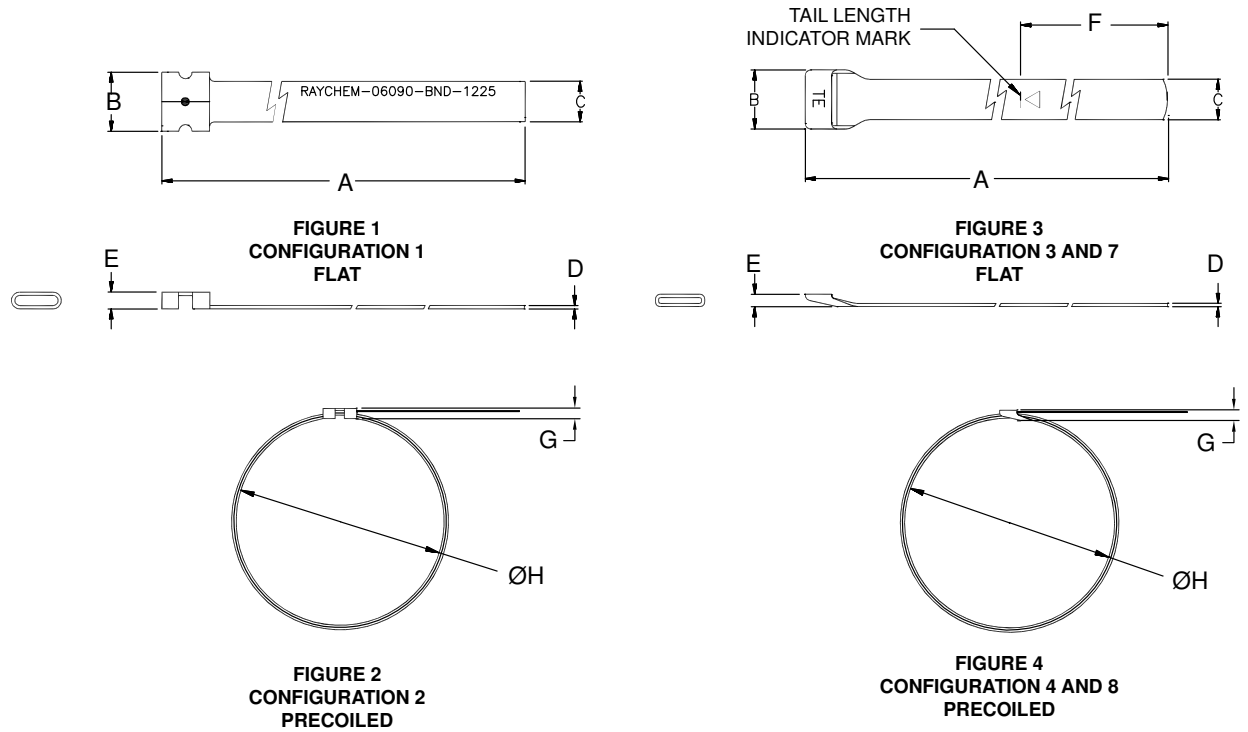 B
RAYCHEM-06090-BND-1225
C
A
FIGURE 1
CONFIGURATION 1
FLAT
E
D
G
ØH
FIGURE 2
CONFIGURATION 2
PRECOILED
TAIL LENGTH
INDICATOR MARK
F
B
TE
C
A
FIGURE 3
CONFIGURATION 3 AND 7
FLAT
E
D
G
ØH
FIGURE 4
CONFIGURATION 4 AND 8
PRECOILED